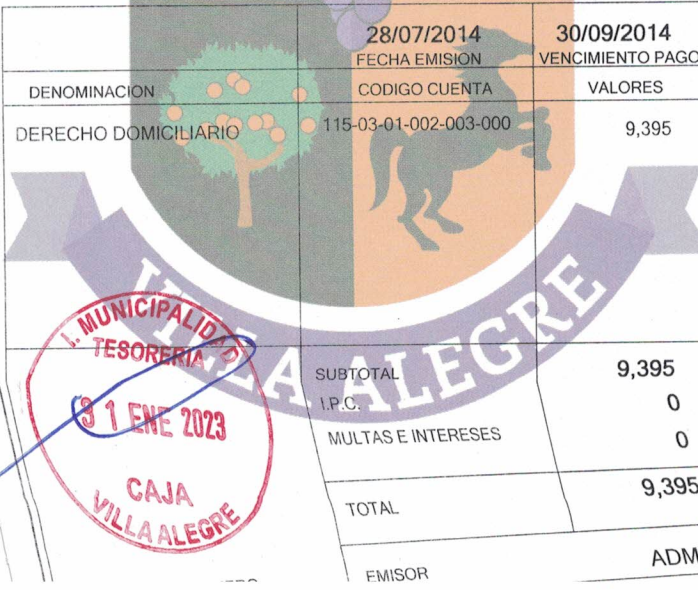 28/07/2014 30/09/2014
FECHA EMISION VENCIMIENTO PAGO
DENOMINACION CODIGO CUENTA VALORES
DERECHO DOMICILIARIO 115-03-01-002-003-000 9,395
VILLA ALEGRE
I. MUNICIPALIDAD
TESORERIA
31 ENE 2023
CAJA
VILLA ALEGRE
SUBTOTAL 9,395
I.P.C. 0
MULTAS E INTERESES 0
TOTAL 9,395
EMISOR ADM